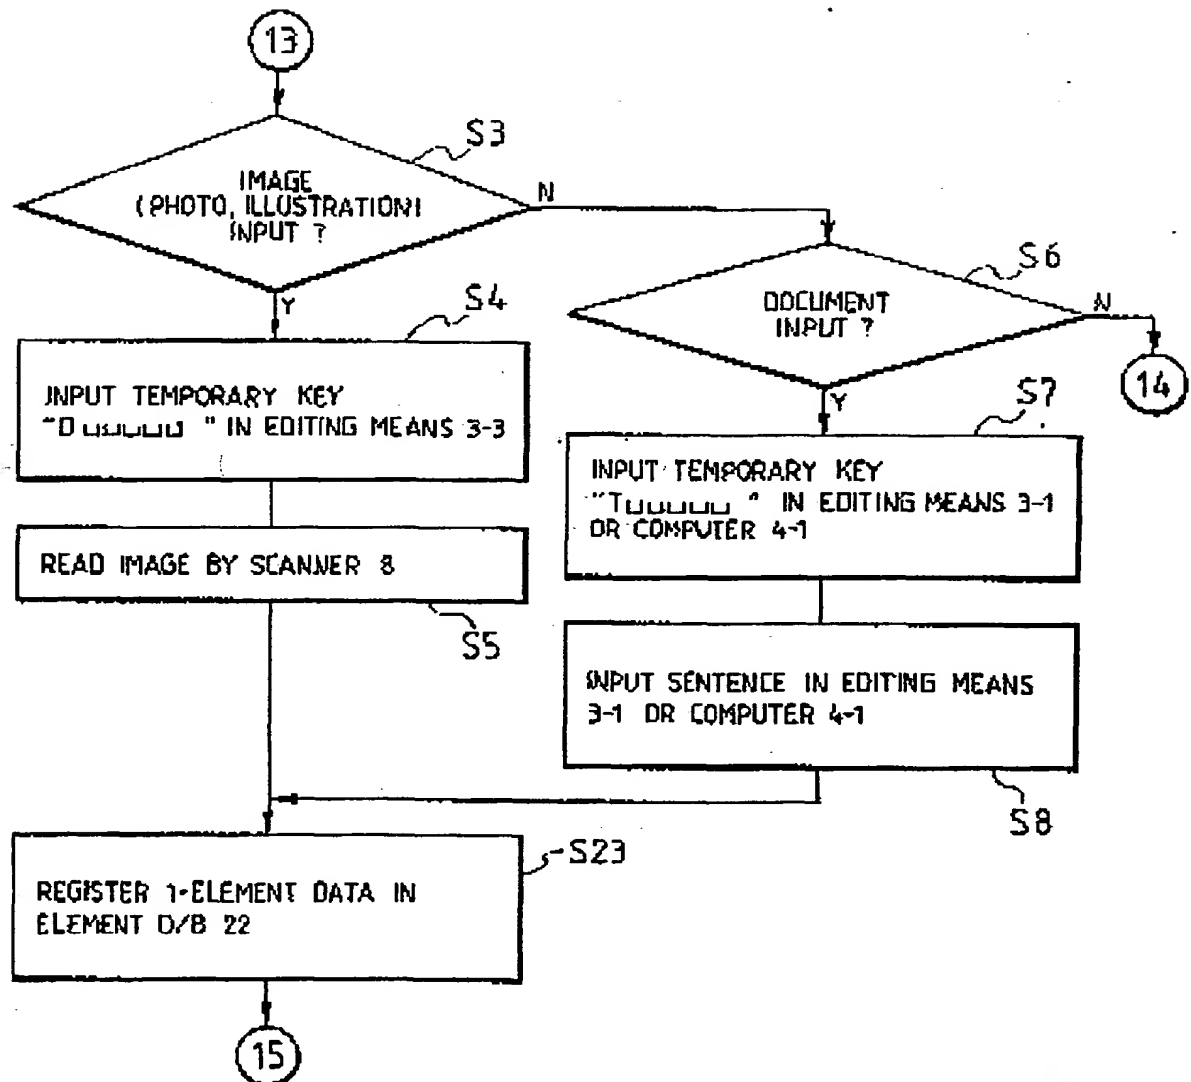 13
S3
IMAGE
(PHOTO, ILLUSTRATION)
INPUT ?
N
Y
S6
DOCUMENT
INPUT ?
N
14
Y
S4
INPUT TEMPORARY KEY
"D␣␣␣␣␣ " IN EDITING MEANS 3-3
S7
INPUT TEMPORARY KEY
"T␣␣␣␣␣ " IN EDITING MEANS 3-1
OR COMPUTER 4-1
READ IMAGE BY SCANNER 8
S5
INPUT SENTENCE IN EDITING MEANS
3-1 OR COMPUTER 4-1
S8
S23
REGISTER 1-ELEMENT DATA IN
ELEMENT D/B 22
15